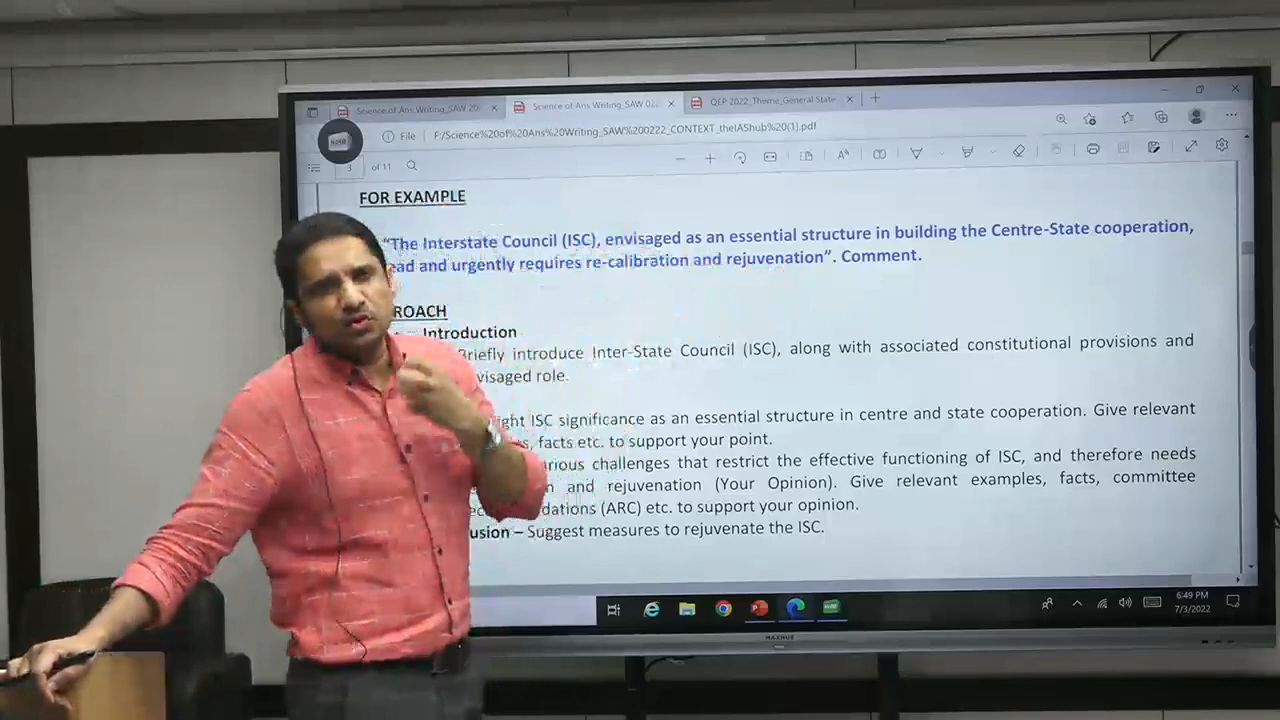 Science of Ans Writing_SAW 20
Science of Ans Writing_SAW 022
QEP 2022_Theme_General State
File F:/Science%20of%20Ans%20Writing_SAW%200222_CONTEXT_theIAShub%20(1).pdf
3 of 11
FOR EXAMPLE
“The Interstate Council (ISC), envisaged as an essential structure in building the Centre-State cooperation,
ead and urgently requires re-calibration and rejuvenation”. Comment.
ROACH
Introduction
Briefly introduce Inter-State Council (ISC), along with associated constitutional provisions and
visaged role.
ight ISC significance as an essential structure in centre and state cooperation. Give relevant
s, facts etc. to support your point.
rious challenges that restrict the effective functioning of ISC, and therefore needs
n and rejuvenation (Your Opinion). Give relevant examples, facts, committee
dations (ARC) etc. to support your opinion.
usion – Suggest measures to rejuvenate the ISC.
6:49 PM
7/3/2022
MAXHUB